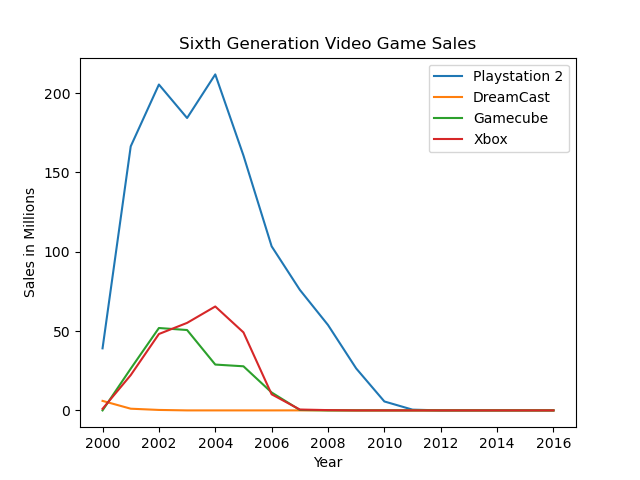 Sixth Generation Video Game Sales
Playstation 2
DreamCast
Gamecube
Xbox
Sales in Millions
200
150
100
50
0
2000 2002 2004 2006 2008 2010 2012 2014 2016
Year